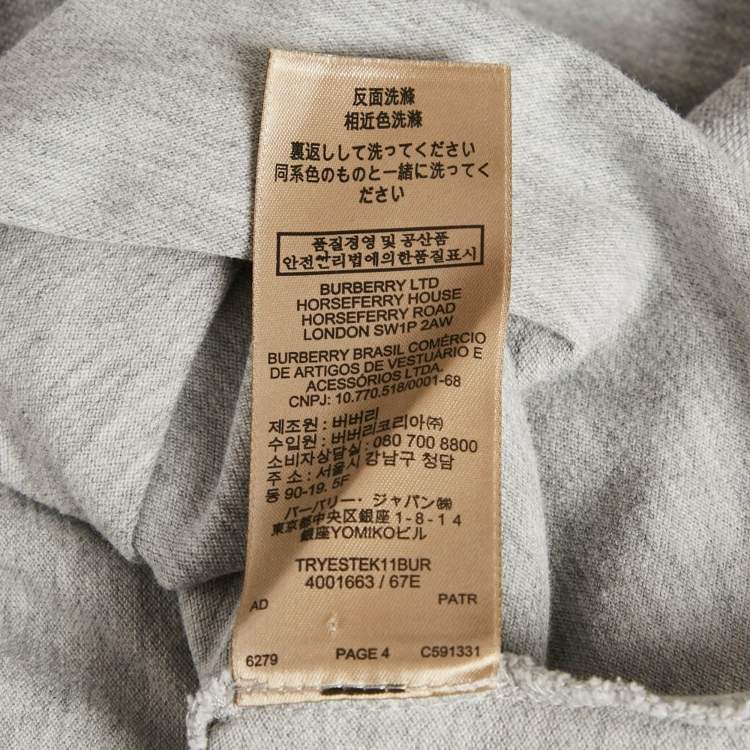 反面洗滌
相近色洗滌
裏返しして洗ってください
同系色のものと一緒に洗ってく
ださい
품질경영 및 공산품
안전관리법에의한품질표시
BURBERRY LTD
HORSEFERRY HOUSE
HORSEFERRY ROAD
LONDON SW1P 2AW
BURBERRY BRASIL COMÉRCIO
DE ARTIGOS DE VESTUÁRIO E
ACESSÓRIOS LTDA.
CNPJ: 10.770.518/0001-68
제조원 : 버버리
수입원 : 버버리코리아㈜
소비자상담실 : 080 700 8800
주 소 : 서울시 강남구 청담
동 90-19. 5F
バーバリー・ジャパン㈱
東京都中央区銀座 1-8-14
銀座YOMIKOビル
TRYESTEK11BUR
4001663 / 67E
AD PATR
6279 PAGE 4 C591331